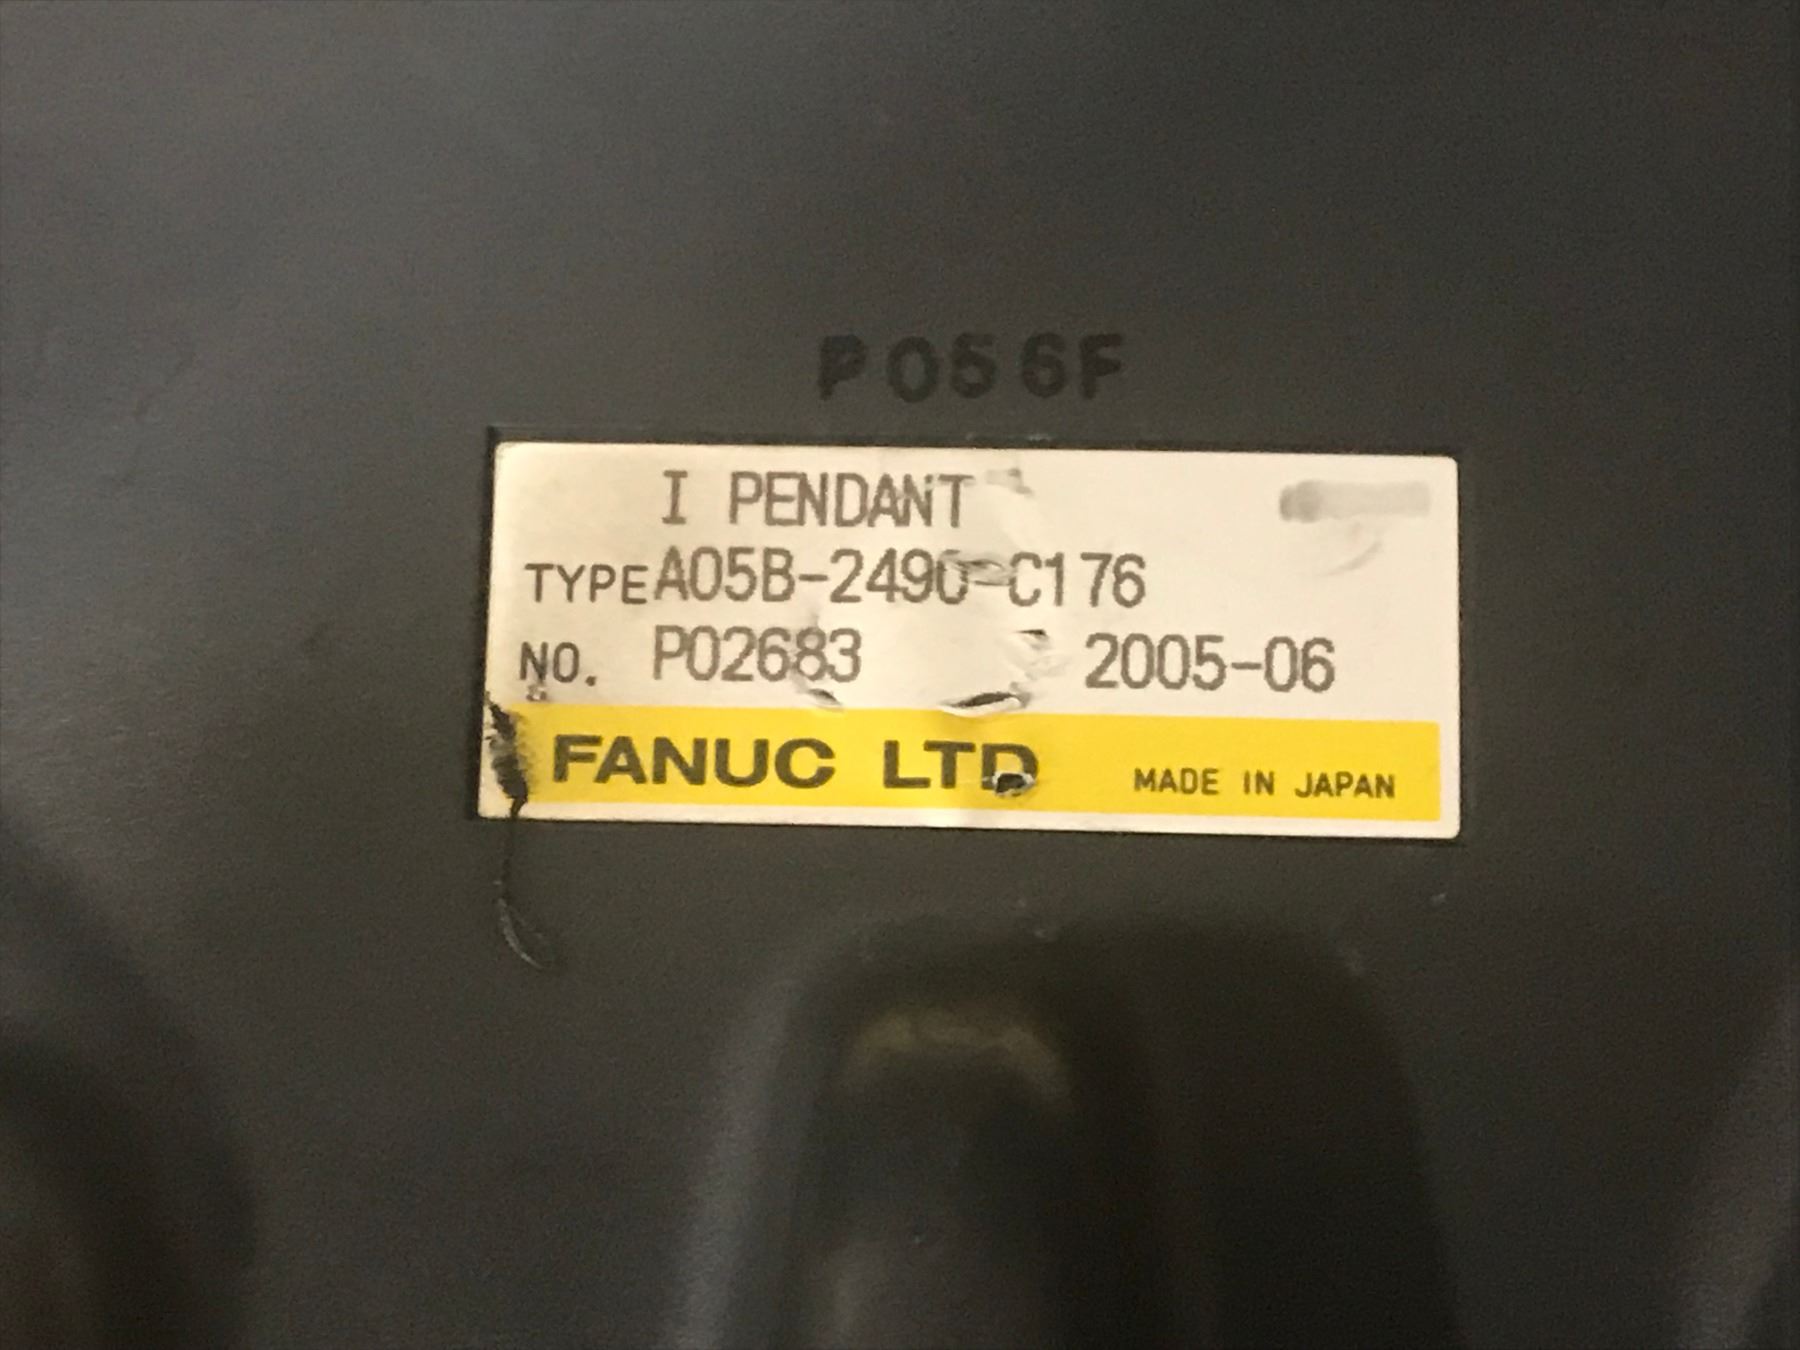 P056F
I PENDANT
TYPE A05B-2490-C176
NO. P02683 2005-06
FANUC LTD MADE IN JAPAN